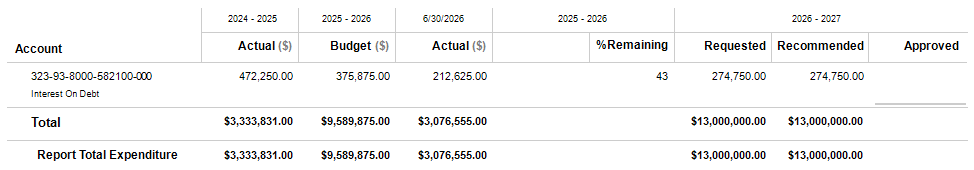 2024 - 2025 2025 - 2026 6/30/2026 2025 - 2026 2026 - 2027
Account Actual ($) Budget ($) Actual ($) %Remaining Requested Recommended Approved
323-93-8000-582100-000 472,250.00 375,875.00 212,625.00 43 274,750.00 274,750.00
Interest On Debt
Total $3,333,831.00 $9,589,875.00 $3,076,555.00 $13,000,000.00 $13,000,000.00
Report Total Expenditure $3,333,831.00 $9,589,875.00 $3,076,555.00 $13,000,000.00 $13,000,000.00